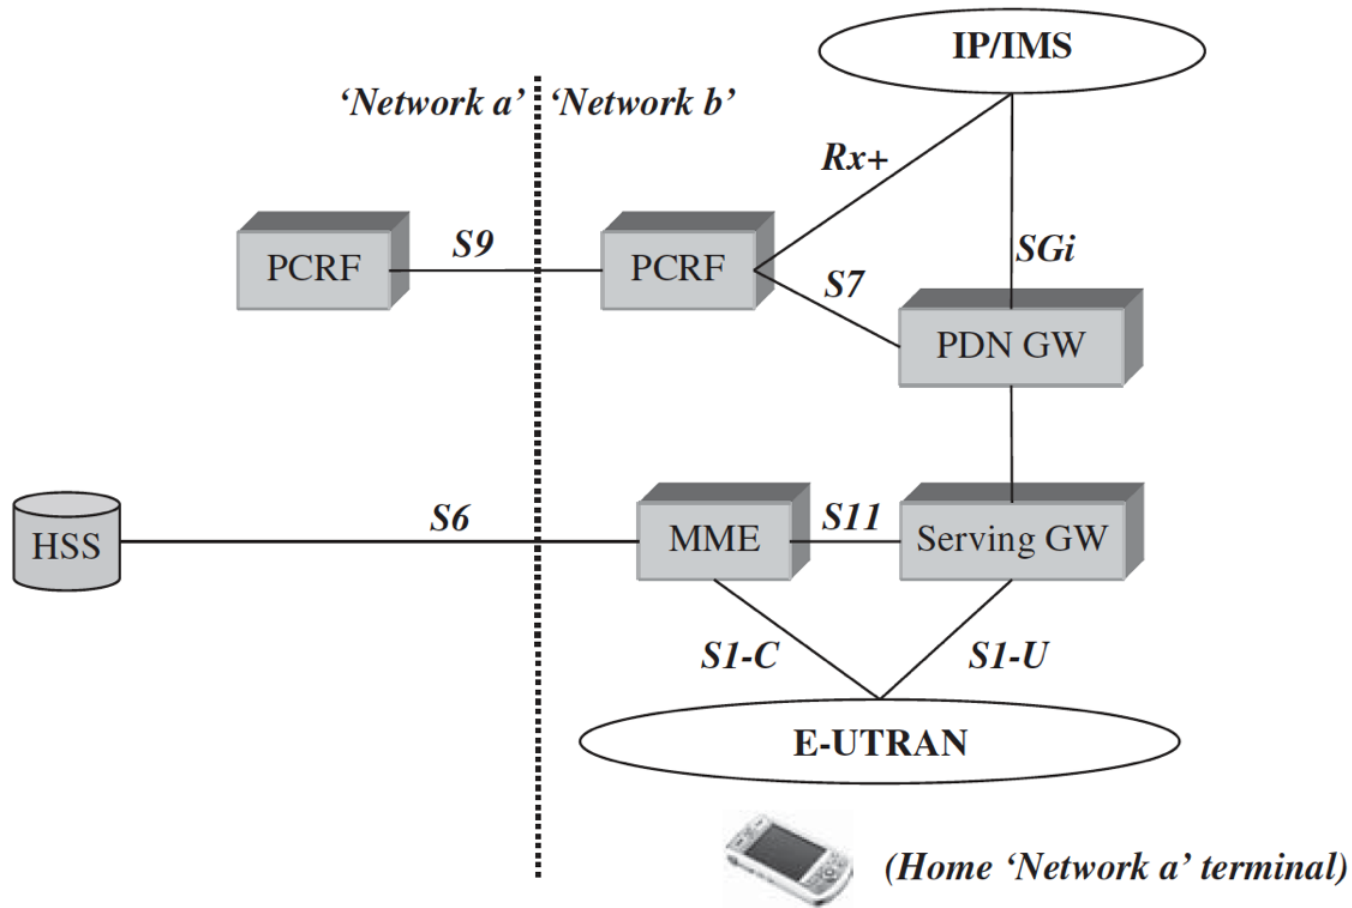 IP/IMS
‘Network a’ ‘Network b’
Rx+
PCRF
S9
PCRF
S7
SGi
PDN GW
HSS
S6
MME
S11
Serving GW
S1-C
S1-U
E-UTRAN
(Home ‘Network a’ terminal)